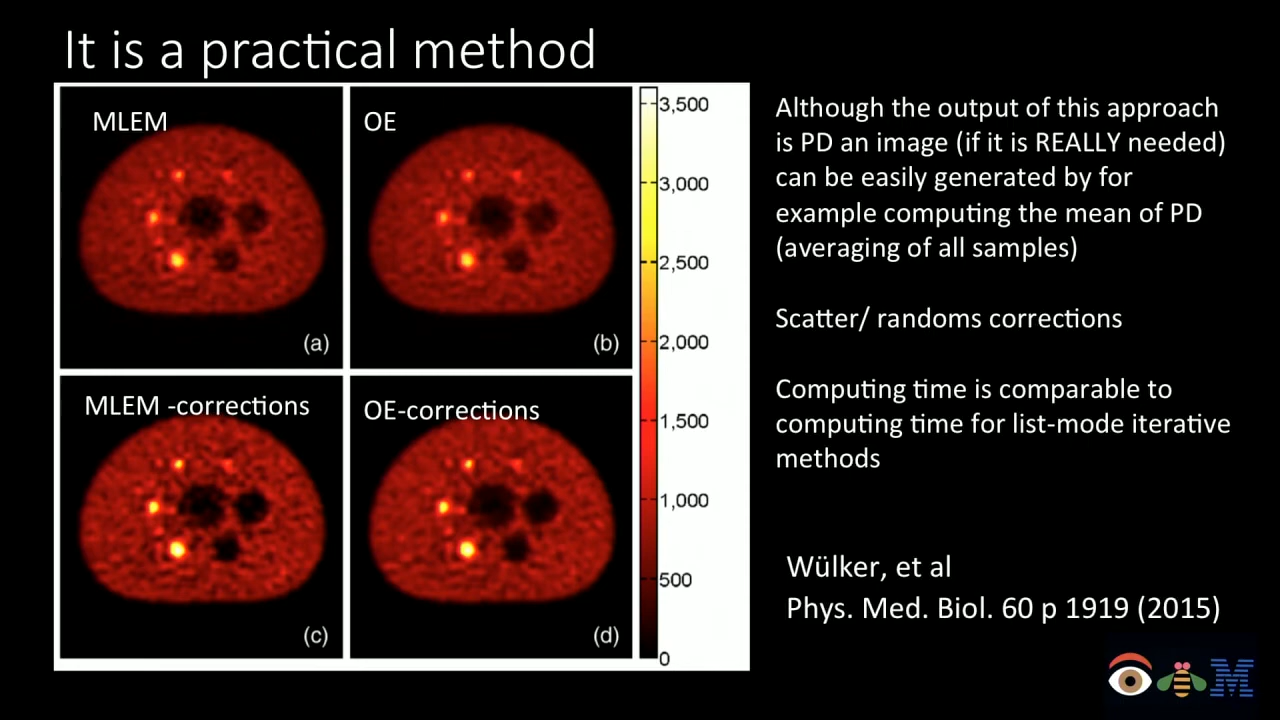 It is a practical method
MLEM
OE
(a)
(b)
MLEM -corrections
OE-corrections
(c)
(d)
3,500
3,000
2,500
2,000
1,500
1,000
500
0
Although the output of this approach
is PD an image (if it is REALLY needed)
can be easily generated by for
example computing the mean of PD
(averaging of all samples)
Scatter/ randoms corrections
Computing time is comparable to
computing time for list-mode iterative
methods
Wülker, et al
Phys. Med. Biol. 60 p 1919 (2015)
M